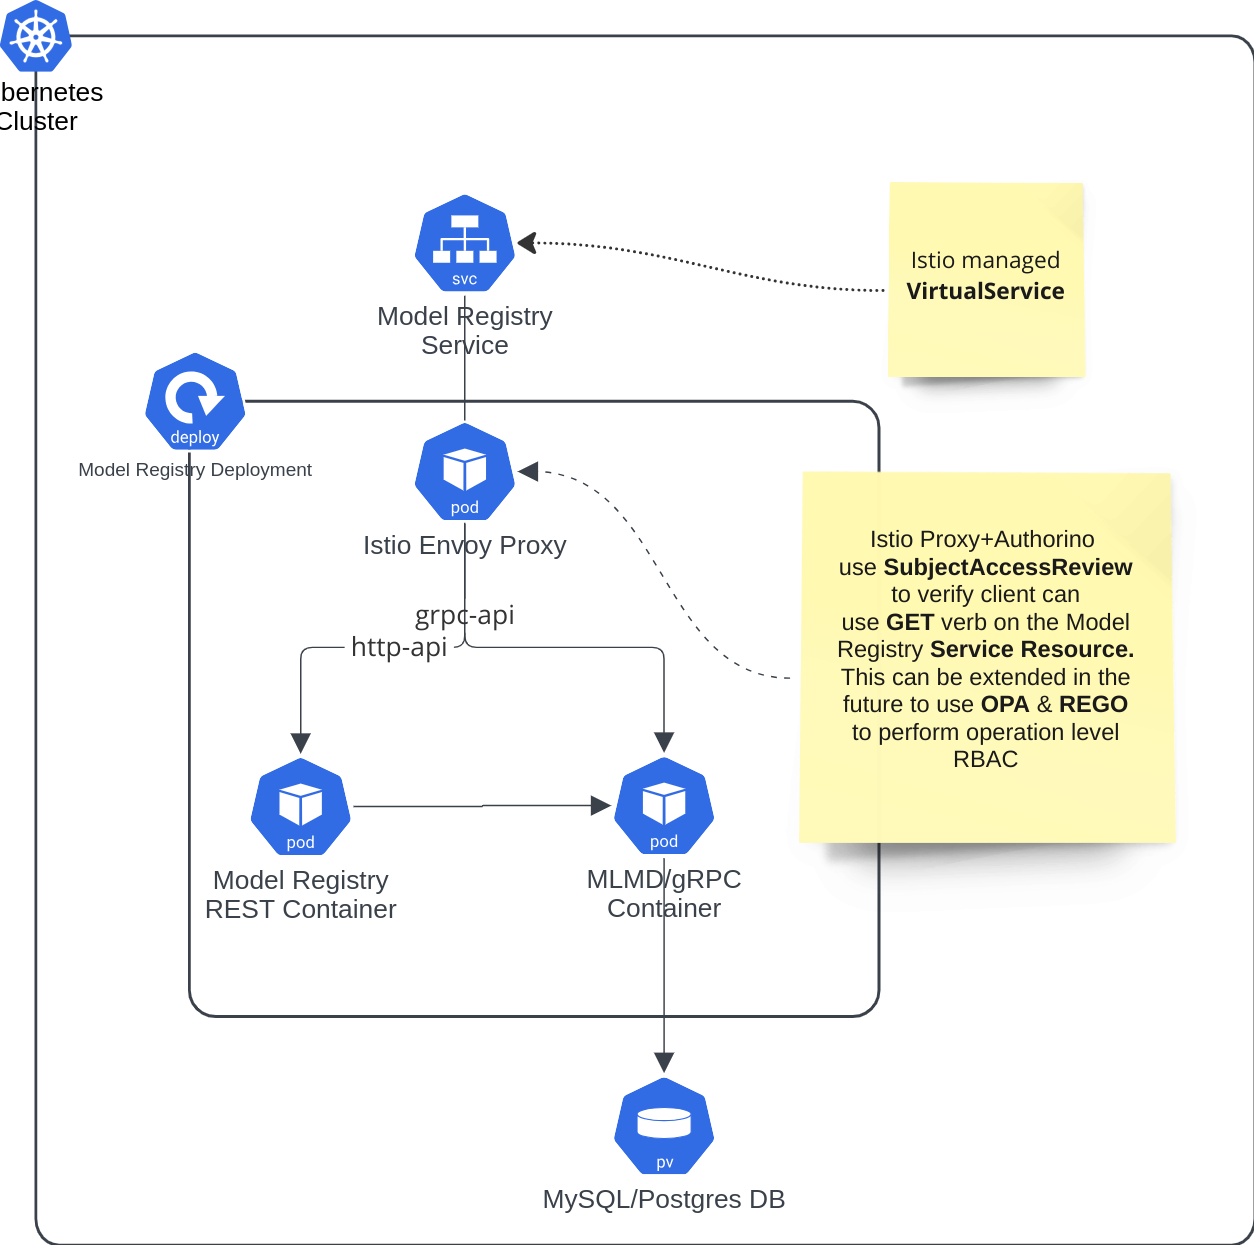 bernetes
Cluster
svc
Model Registry
Service
Istio managed
VirtualService
deploy
Model Registry Deployment
pod
Istio Envoy Proxy
grpc-api
http-api
Istio Proxy+Authorino
use SubjectAccessReview
to verify client can
use GET verb on the Model
Registry Service Resource.
This can be extended in the
future to use OPA & REGO
to perform operation level
RBAC
pod
Model Registry
REST Container
pod
MLMD/gRPC
Container
pv
MySQL/Postgres DB